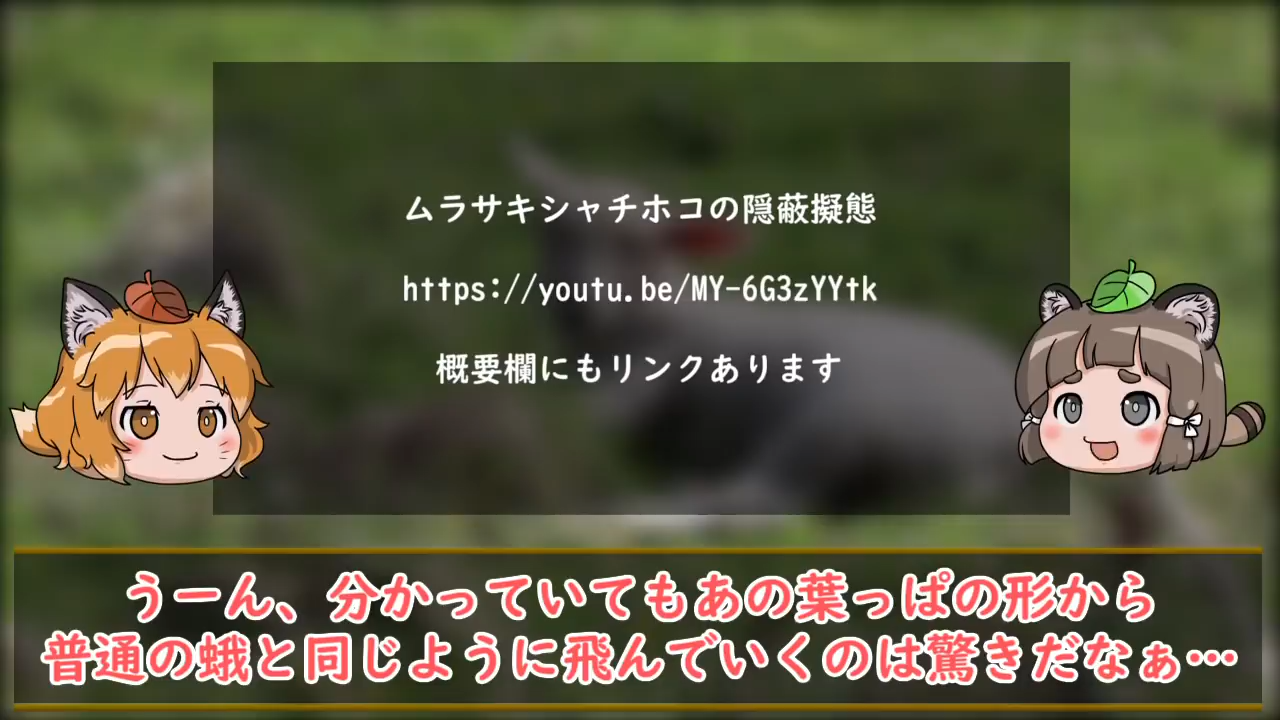 ムラサキシャチホコの隠蔽擬態
https://youtu.be/MY-6G3zYYtk
概要欄にもリンクあります
うーん、分かっていてもあの葉っぱの形から
普通の蛾と同じように飛んでいくのは驚きだなぁ…